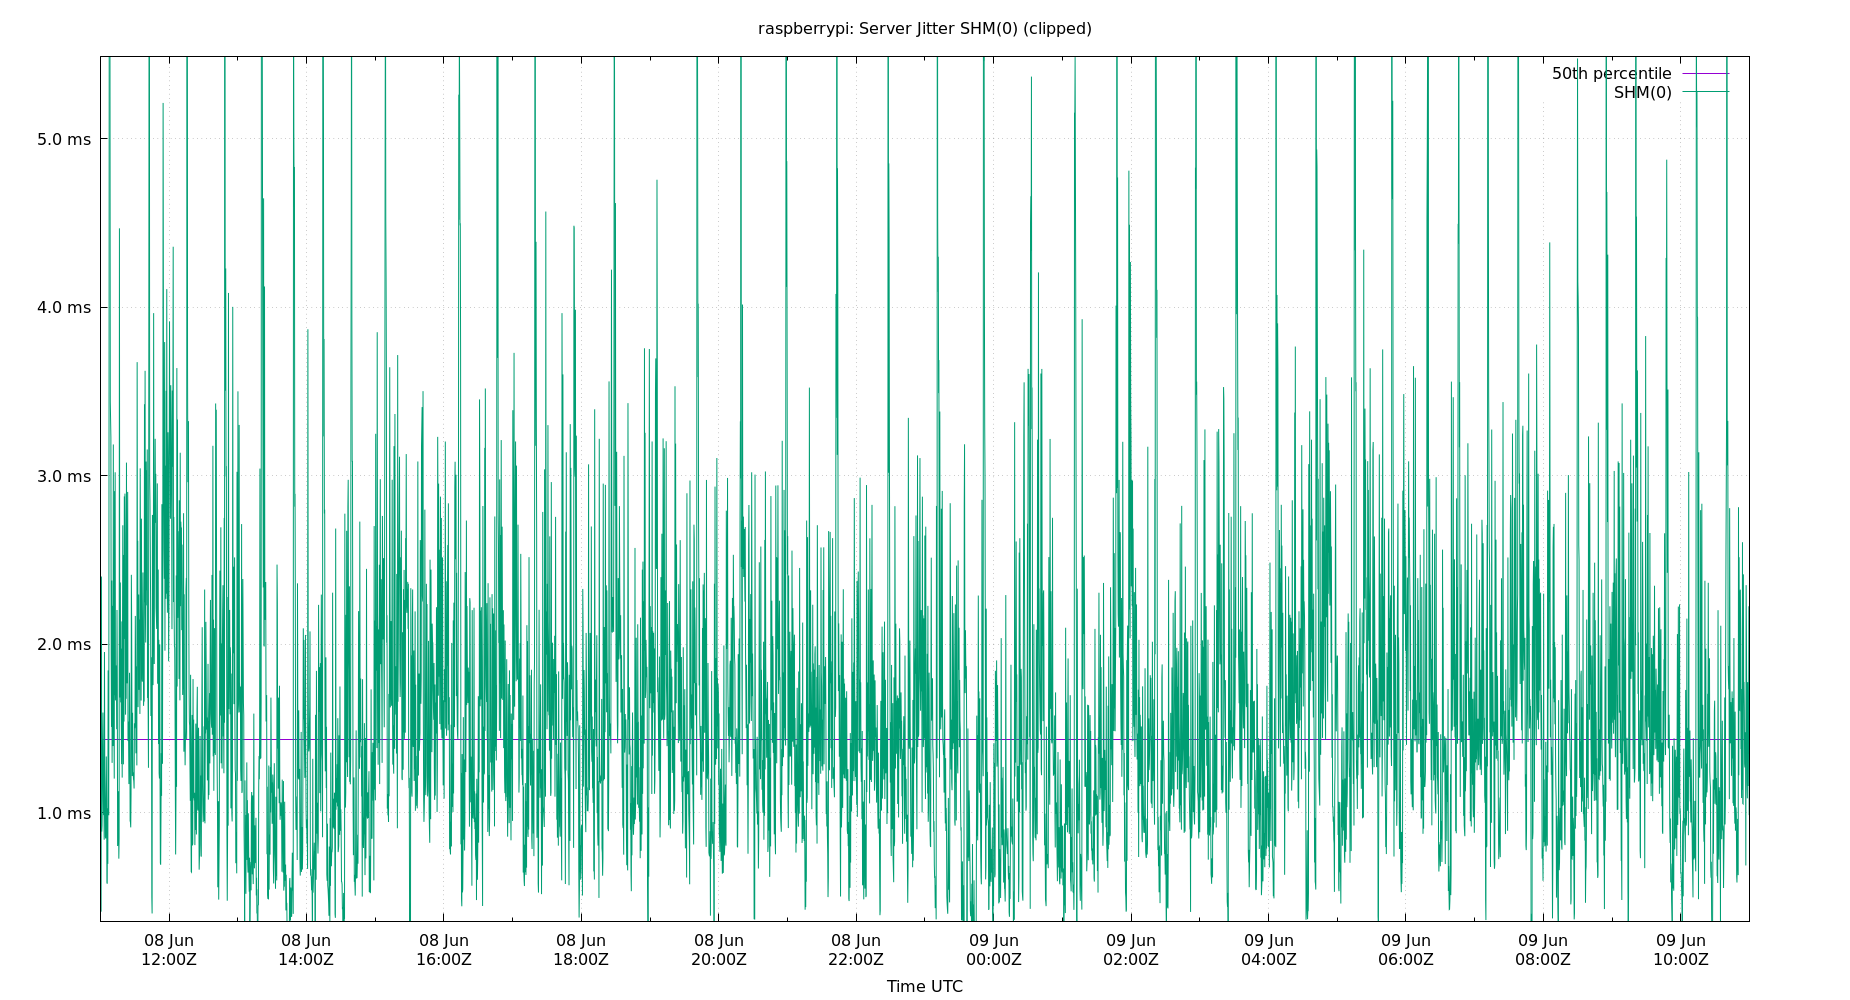 raspberrypi: Server Jitter SHM(0) (clipped)
50th percentile
SHM(0)
5.0 ms
4.0 ms
3.0 ms
2.0 ms
1.0 ms
08 Jun 08 Jun 08 Jun 08 Jun 08 Jun 08 Jun 09 Jun 09 Jun 09 Jun 09 Jun 09 Jun 09 Jun
12:00Z 14:00Z 16:00Z 18:00Z 20:00Z 22:00Z 00:00Z 02:00Z 04:00Z 06:00Z 08:00Z 10:00Z
Time UTC